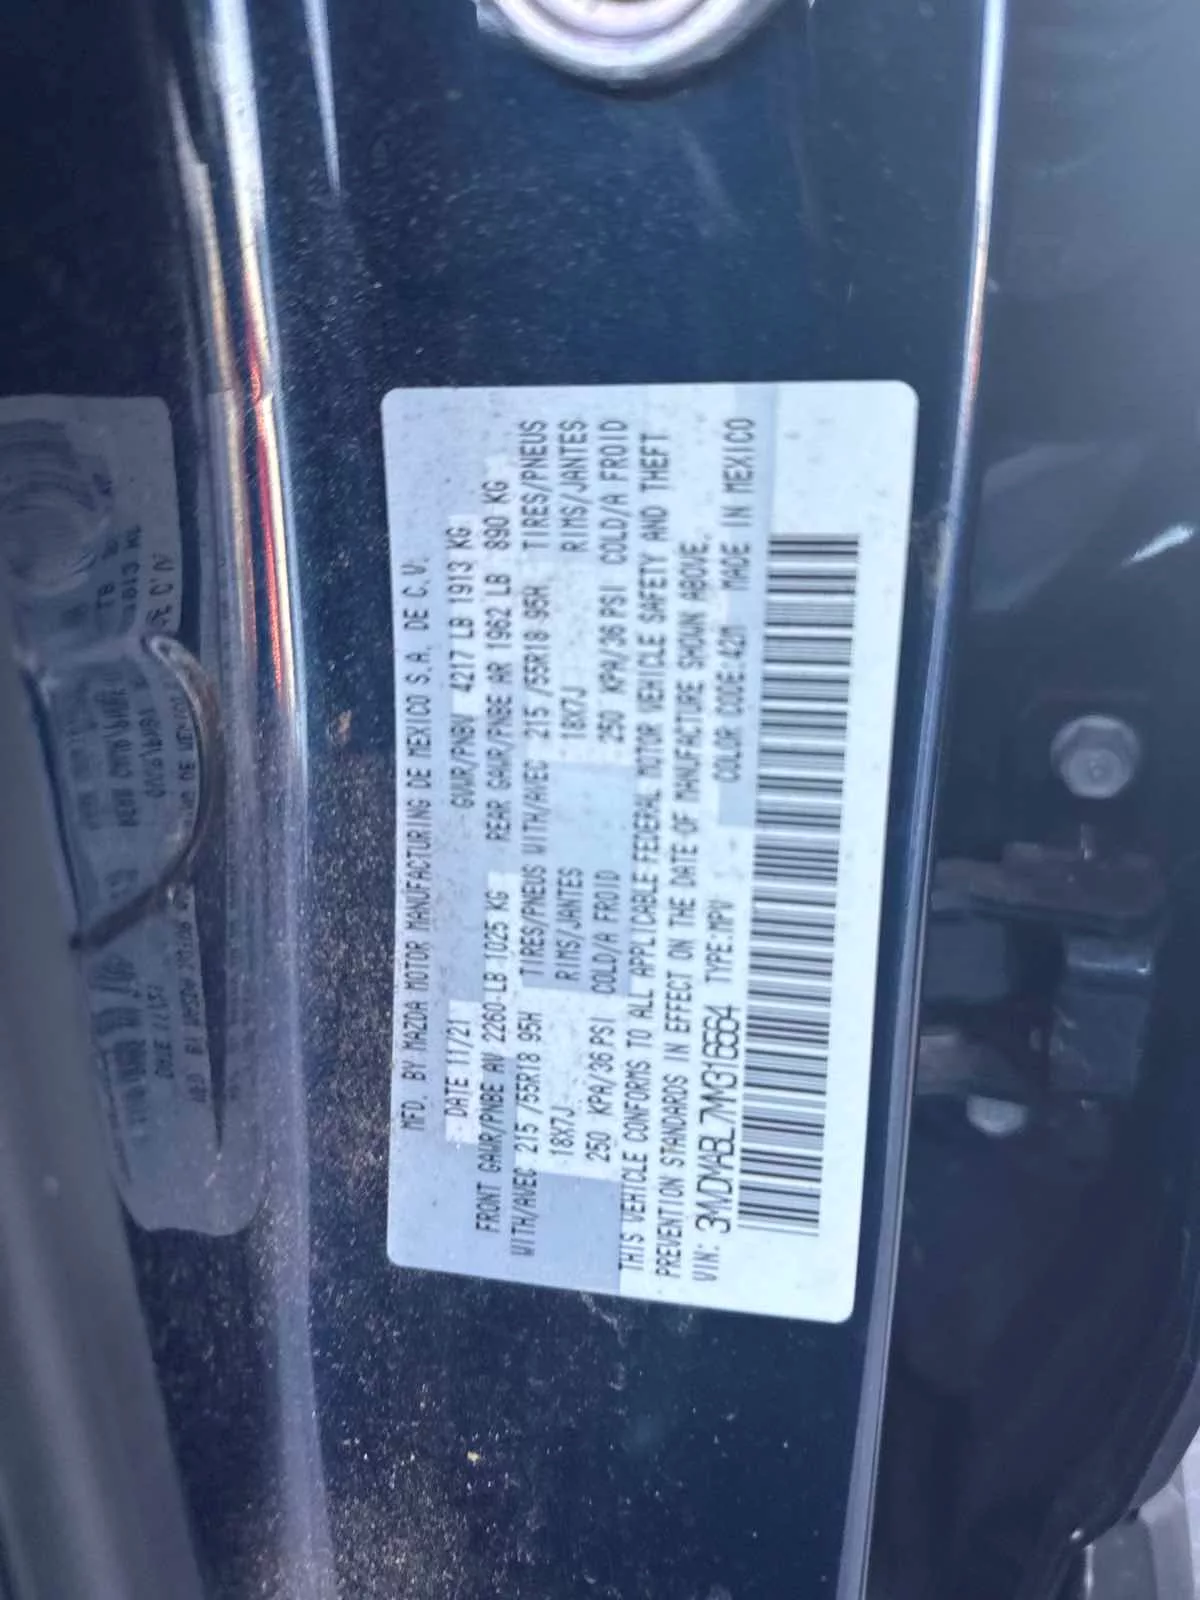 MFD. BY MAZDA MOTOR MANUFACTURING DE MEXICO S.A. DE C.V.
DATE 11/21 GVWR/PNBV 4217 LB 1913 KG
FRONT GAWR/PNBE AV 2260-LB 1025 KG REAR GAWR/PNBE AR 1962 LB 890 KG
WITH/AVEC 215 /55R18 95H TIRES/PNEUS WITH/AVEC 215 /55R18 95H TIRES/PNEUS
18X7J RIMS/JANTES 18X7J RIMS/JANTES
250 KPA/36 PSI COLD/A FROID 250 KPA/36 PSI COLD/A FROID
THIS VEHICLE CONFORMS TO ALL APPLICABLE FEDERAL MOTOR VEHICLE SAFETY AND THEFT
PREVENTION STANDARDS IN EFFECT ON THE DATE OF MANUFACTURE SHOWN ABOVE.
VIN: 3MVDMABL7NM316564 TYPE:MPV COLOR CODE:42M MADE IN MEXICO